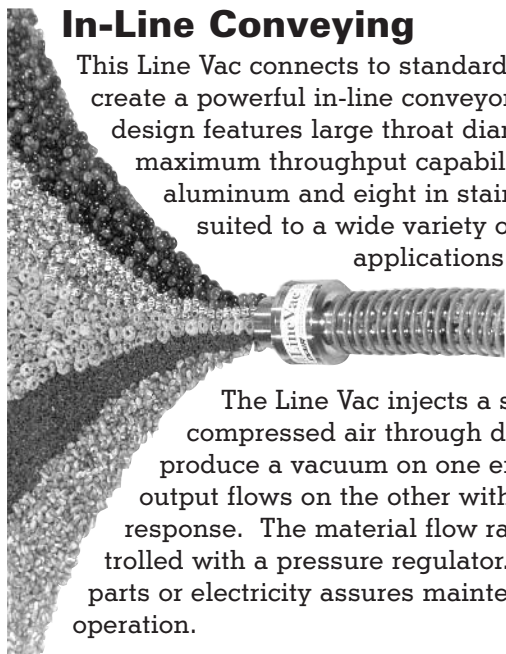 In-Line Conveying
This Line Vac connects to standard
create a powerful in-line conveyor
design features large throat dia
maximum throughput capabil
aluminum and eight in stai
suited to a wide variety o
applications
Line Vac
The Line Vac injects a s
compressed air through d
produce a vacuum on one e
output flows on the other with
response. The material flow ra
trolled with a pressure regulator.
parts or electricity assures mainte
operation.